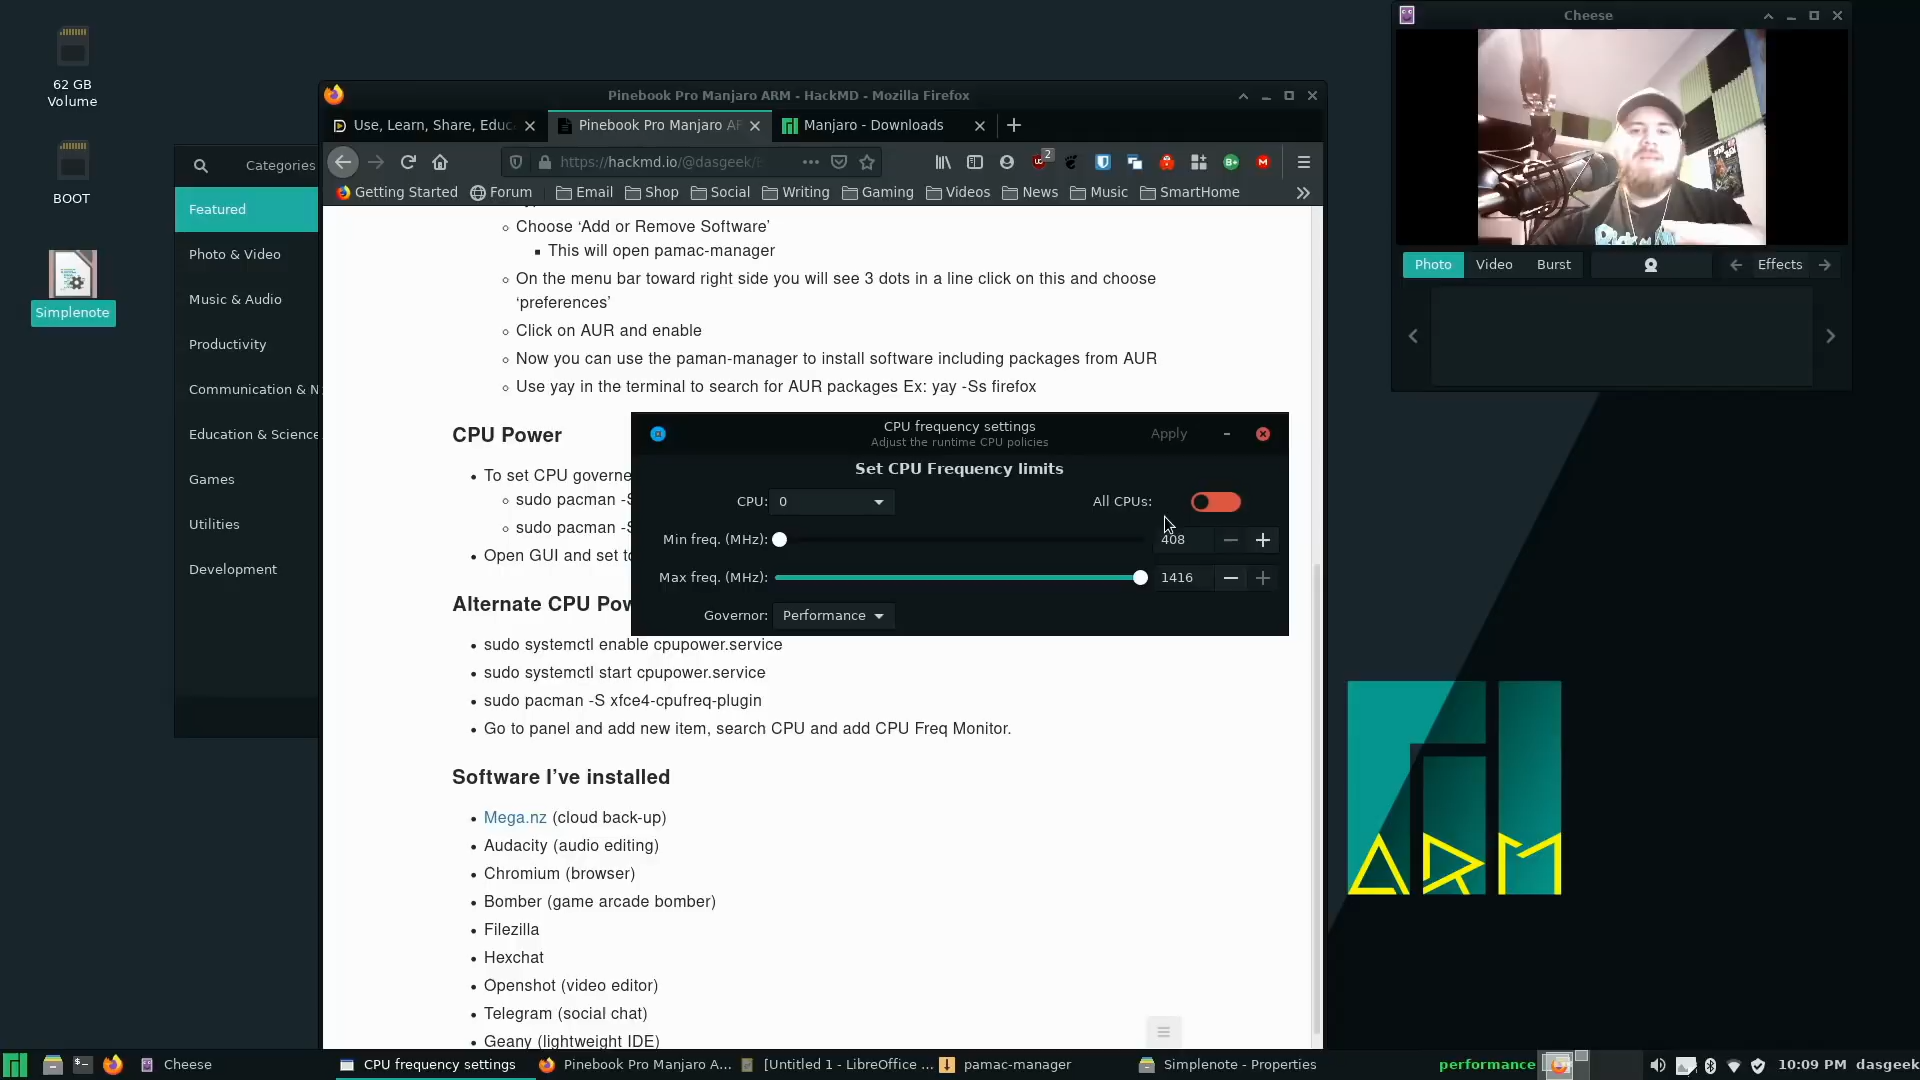 62 GB
Volume
BOOT
Simplenote
Categories
Featured
Photo & Video
Music & Audio
Productivity
Communication & N
Education & Science
Games
Utilities
Development
Pinebook Pro Manjaro ARM - HackMD - Mozilla Firefox
Use, Learn, Share, Educ
Pinebook Pro Manjaro AR
Manjaro - Downloads
https://hackmd.io/@dasgeek/
2
Getting Started
Forum
Email
Shop
Social
Writing
Gaming
Videos
News
Music
SmartHome
Choose ‘Add or Remove Software’
This will open pamac-manager
On the menu bar toward right side you will see 3 dots in a line click on this and choose
‘preferences’
Click on AUR and enable
Now you can use the paman-manager to install software including packages from AUR
Use yay in the terminal to search for AUR packages Ex: yay -Ss firefox
CPU Power
To set CPU governe
sudo pacman -S
sudo pacman -S
Open GUI and set to
Alternate CPU Pow
sudo systemctl enable cpupower.service
sudo systemctl start cpupower.service
sudo pacman -S xfce4-cpufreq-plugin
Go to panel and add new item, search CPU and add CPU Freq Monitor.
Software I’ve installed
Mega.nz (cloud back-up)
Audacity (audio editing)
Chromium (browser)
Bomber (game arcade bomber)
Filezilla
Hexchat
Openshot (video editor)
Telegram (social chat)
Geany (lightweight IDE)
CPU frequency settings
Adjust the runtime CPU policies
Apply
Set CPU Frequency limits
CPU: 0
All CPUs:
Min freq. (MHz): 408
Max freq. (MHz): 1416
Governor: Performance
Cheese
Photo
Video
Burst
Effects
ARM
Cheese
CPU frequency settings
Pinebook Pro Manjaro A...
[Untitled 1 - LibreOffice ...
pamac-manager
Simplenote - Properties
performance
10:09 PM
dasgeek